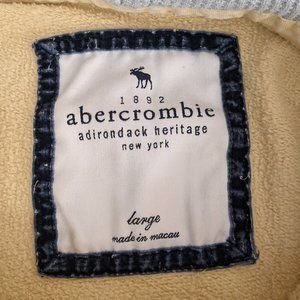 1892
abercrombie
adirondack heritage
new york
large
made in macau